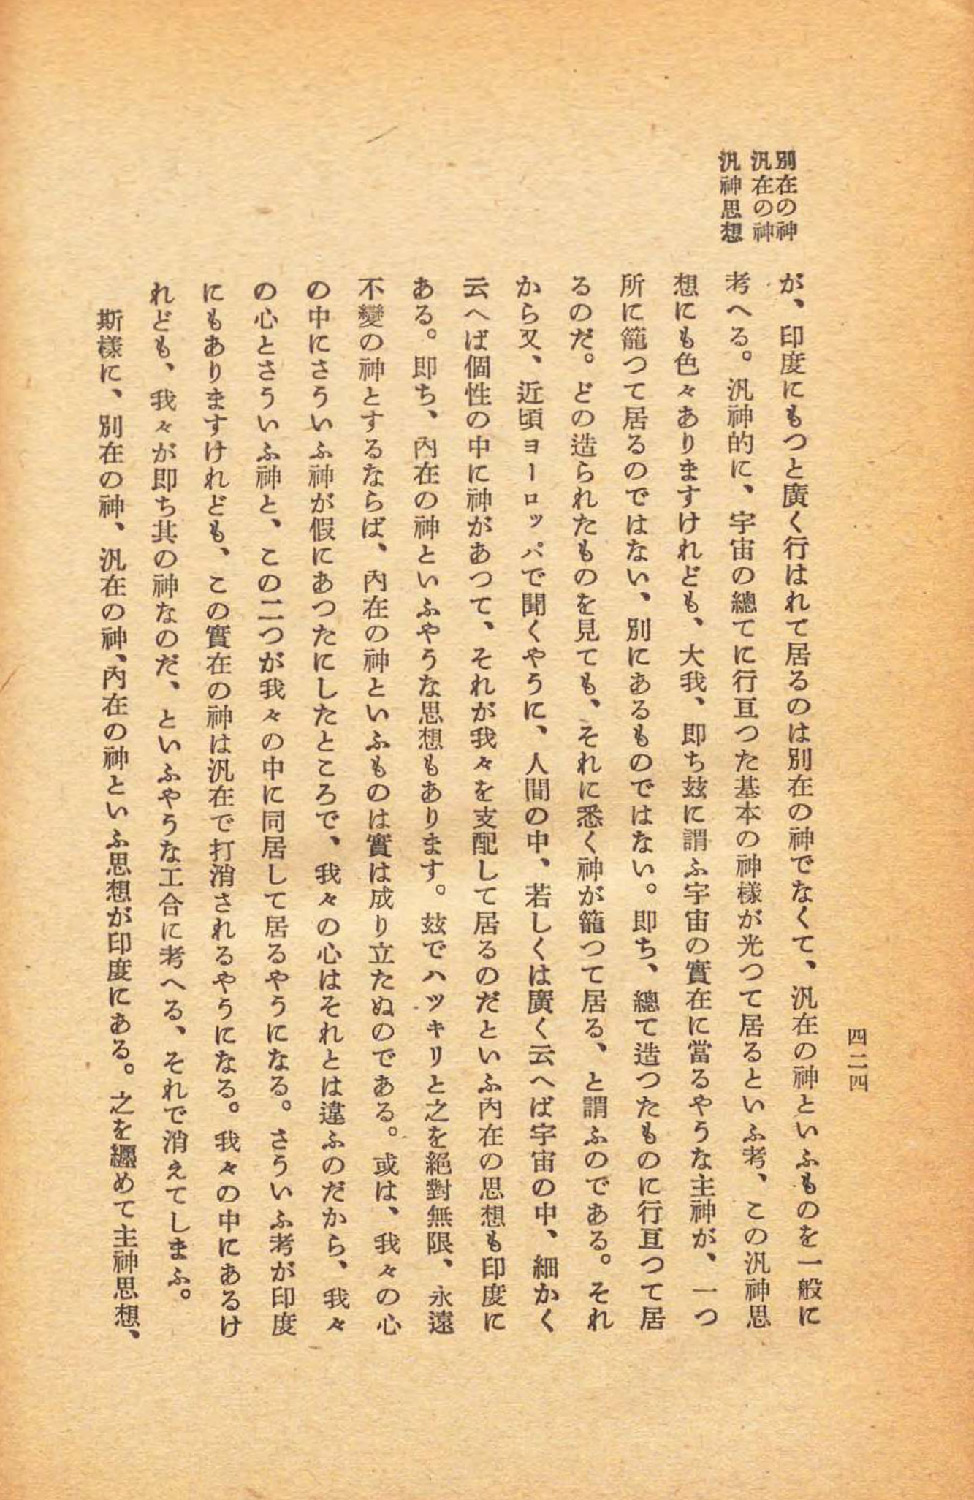 別在の神
汎在の神
汎神思想
が、印度にもつと廣く行はれて居るのは別在の神でなくて、汎在の神といふものを一般に
考へる。汎神的に、宇宙の總てに行亙つた基本の神樣が光つて居るといふ考、この汎神思
想にも色々ありますけれども、大我、即ち玆に謂ふ宇宙の實在に當るやうな主神が、一つ
所に籠つて居るのではない、別にあるものではない。即ち、總て造つたものに行亙つて居
るのだ。どの造られたものを見ても、それに悉く神が籠つて居る、と謂ふのである。それ
から又、近頃ヨーロッパで聞くやうに、人間の中、若しくは廣く云へば宇宙の中、細かく
云へば個性の中に神があつて、それが我々を支配して居るのだといふ內在の思想も印度に
ある。即ち、內在の神といふやうな思想もあります。玆でハッキリと之を絕對無限、永遠
不變の神とするならば、內在の神といふものは實は成り立たぬのである。或は、我々の心
の中にさういふ神が假にあつたにしたところで、我々の心はそれとは違ふのだから、我々
の心とさういふ神と、この二つが我々の中に同居して居るやうになる。さういふ考が印度
にもありますけれども、この實在の神は汎在で打消されるやうになる。我々の中にあるけ
れども、我々が即ち其の神なのだ、といふやうな工合に考へる、それで消えてしまふ。
斯樣に、別在の神、汎在の神、內在の神といふ思想が印度にある。之を纒めて主神思想、
四二四